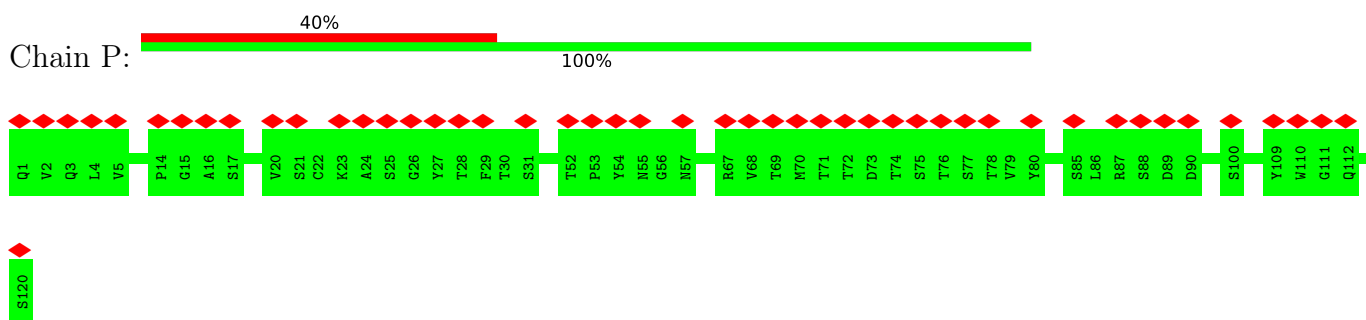 40%
Chain P:
100%
Q1 V2 Q3 L4 V5 P14 G15 A16 S17 V20 S21 C22 K23 A24 S25 G26 Y27 T28 F29 T30 S31 T52 P53 Y54 N55 G56 N57 R67 V68 T69 M70 T71 T72 D73 T74 S75 T76 S77 T78 V79 Y80 S85 L86 R87 S88 D89 D90 S100 Y109 W110 G111 Q112
S120